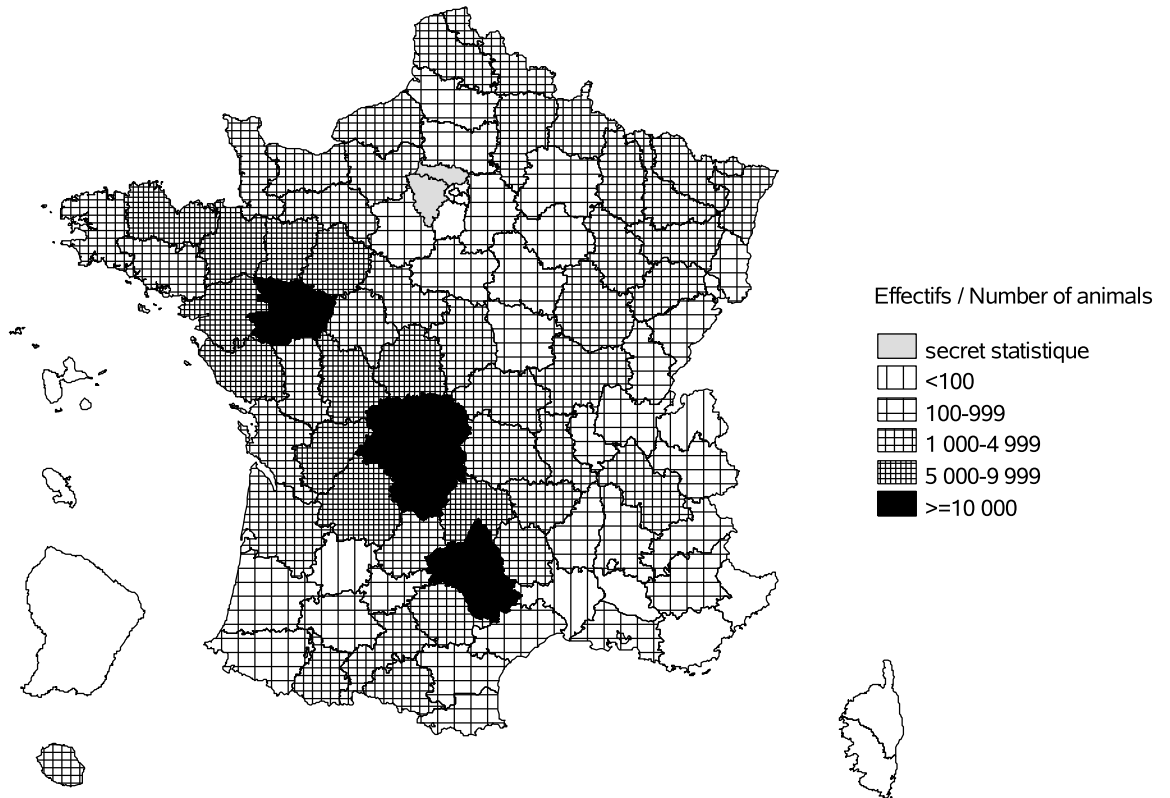 Effectifs / Number of animals
secret statistique
<100
100-999
1 000-4 999
5 000-9 999
>=10 000